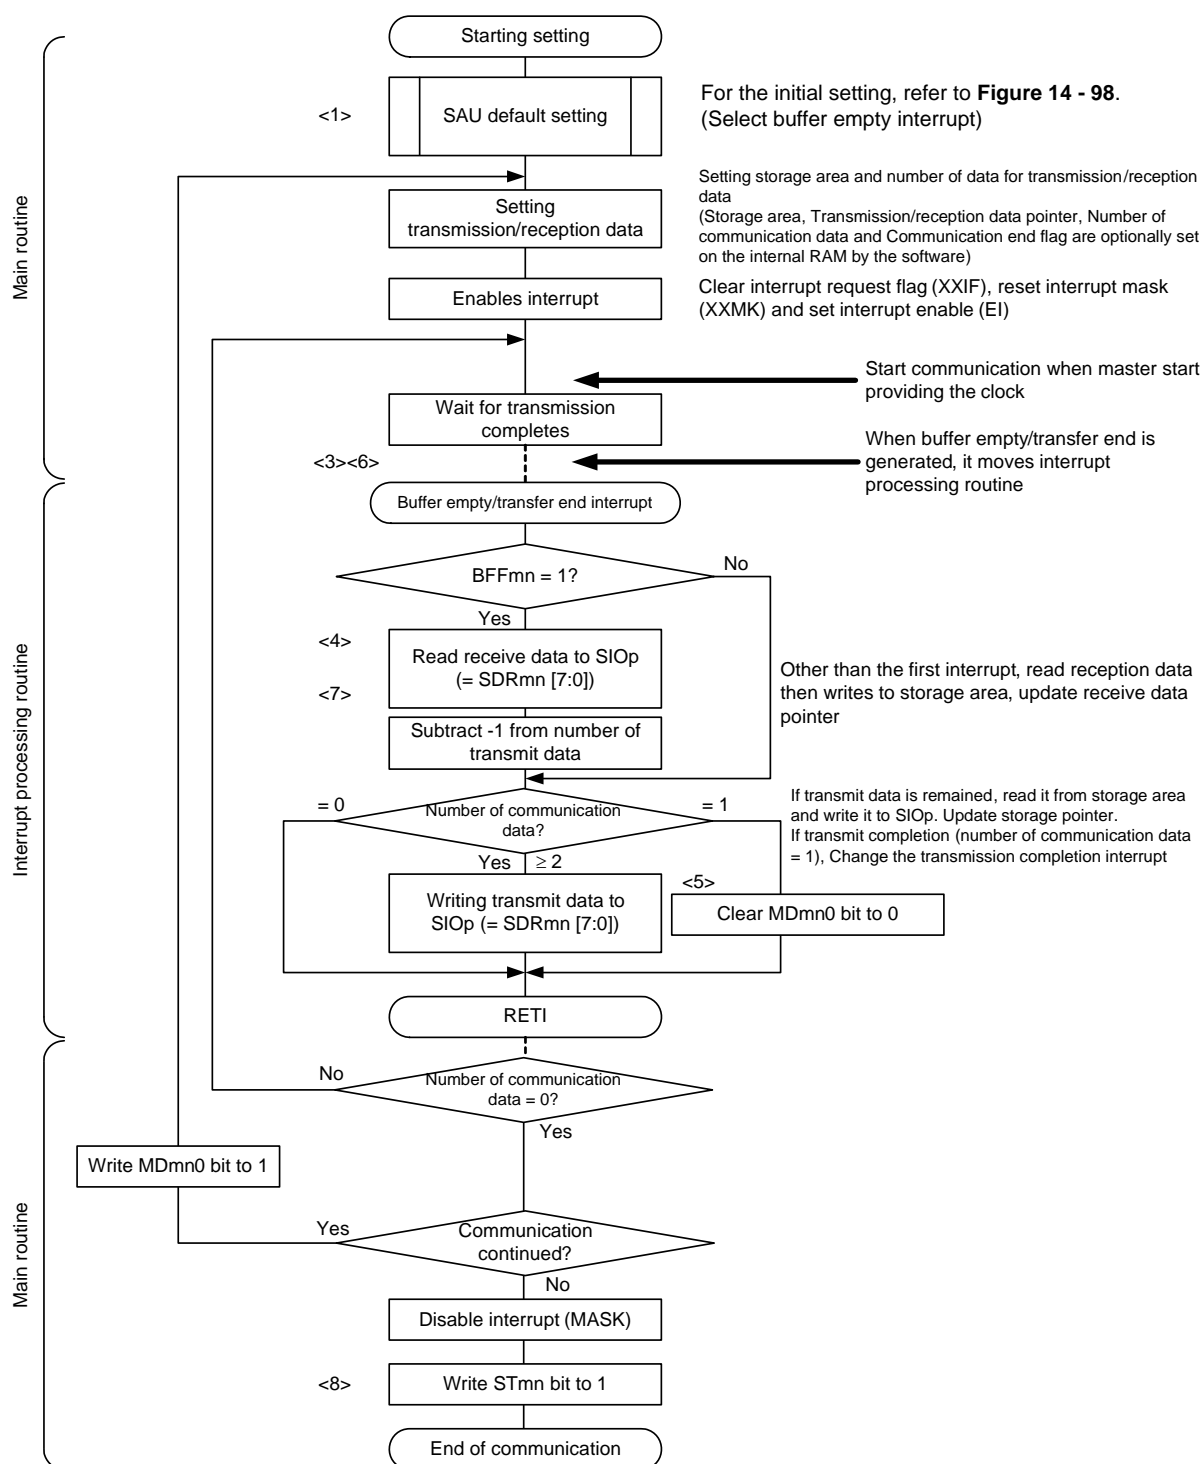 Starting setting
<1>
SAU default setting
For the initial setting, refer to Figure 14 - 98.
(Select buffer empty interrupt)
Main routine
Setting
transmission/reception data
Setting storage area and number of data for transmission/reception
data
(Storage area, Transmission/reception data pointer, Number of
communication data and Communication end flag are optionally set
on the internal RAM by the software)
Enables interrupt
Clear interrupt request flag (XXIF), reset interrupt mask
(XXMK) and set interrupt enable (EI)
Start communication when master start
providing the clock
Wait for transmission
completes
<3><6>
When buffer empty/transfer end is
generated, it moves interrupt
processing routine
Buffer empty/transfer end interrupt
Interrupt processing routine
BFFmn = 1?
No
Yes
<4>
Read receive data to SIOp
(= SDRmn [7:0])
<7>
Other than the first interrupt, read reception data
then writes to storage area, update receive data
pointer
Subtract -1 from number of
transmit data
= 0
Number of communication
data?
= 1
If transmit data is remained, read it from storage area
and write it to SIOp. Update storage pointer.
If transmit completion (number of communication data
= 1), Change the transmission completion interrupt
Yes ≥ 2
<5>
Writing transmit data to
SIOp (= SDRmn [7:0])
Clear MDmn0 bit to 0
RETI
Main routine
No
Number of communication
data = 0?
Yes
Write MDmn0 bit to 1
Yes
Communication
continued?
No
Disable interrupt (MASK)
<8>
Write STmn bit to 1
End of communication